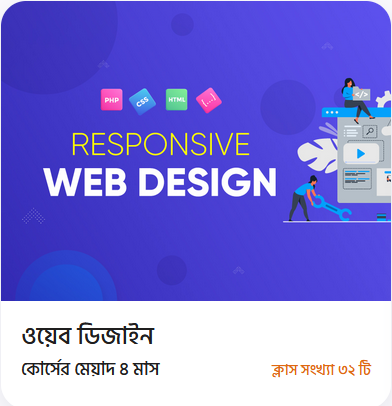 PHP CSS HTML {...}
</>
RESPONSIVE
WEB DESIGN
ওয়েব ডিজাইন
কোর্সের মেয়াদ ৪ মাস
ক্লাস সংখ্যা ৩২ টি